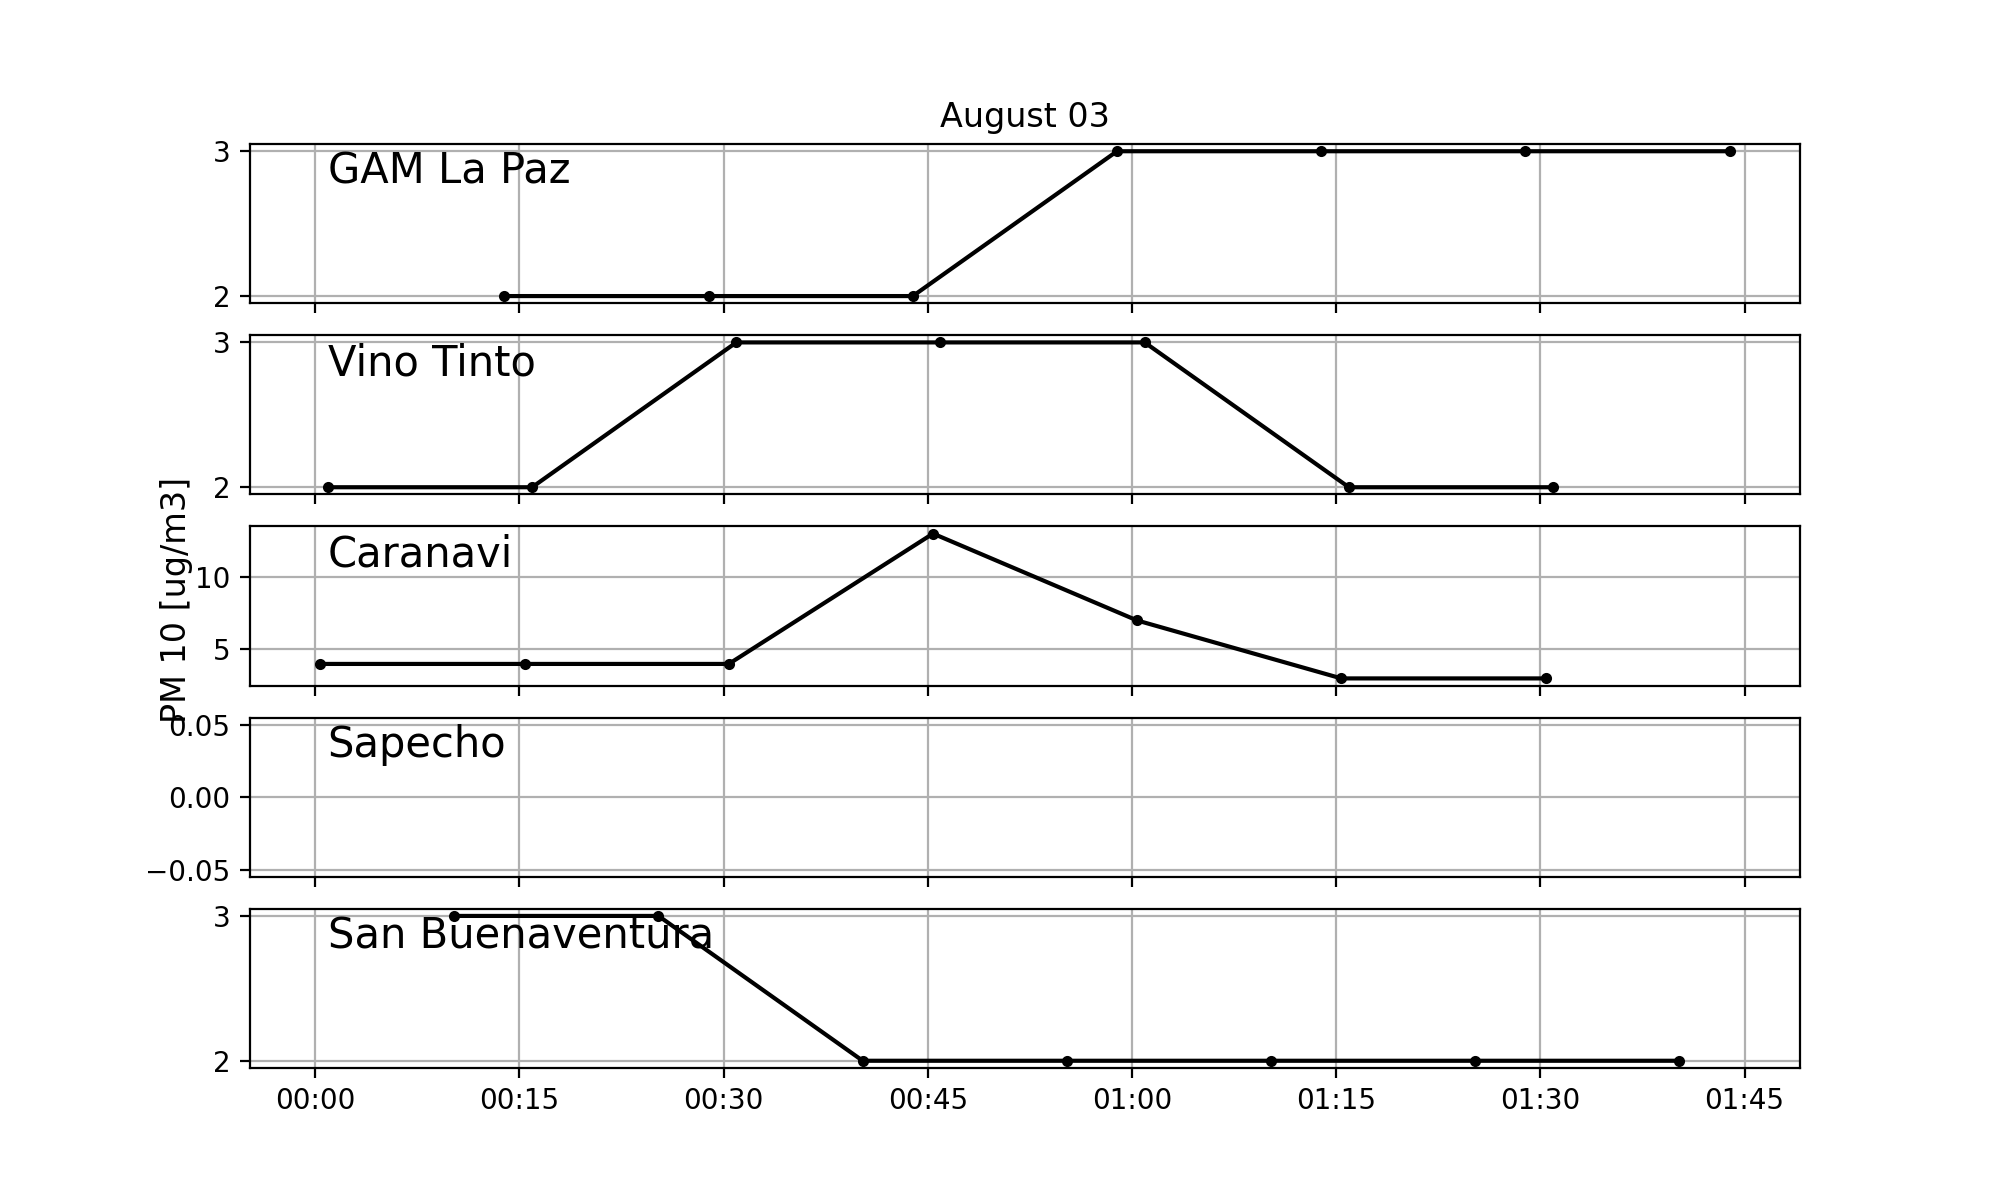 August 03
3
GAM La Paz
2
3
Vino Tinto
2
PM 10 [ug/m3]
Caranavi
10
5
0.05
Sapecho
0.00
−0.05
3
San Buenaventura
2
00:00 00:15 00:30 00:45 01:00 01:15 01:30 01:45